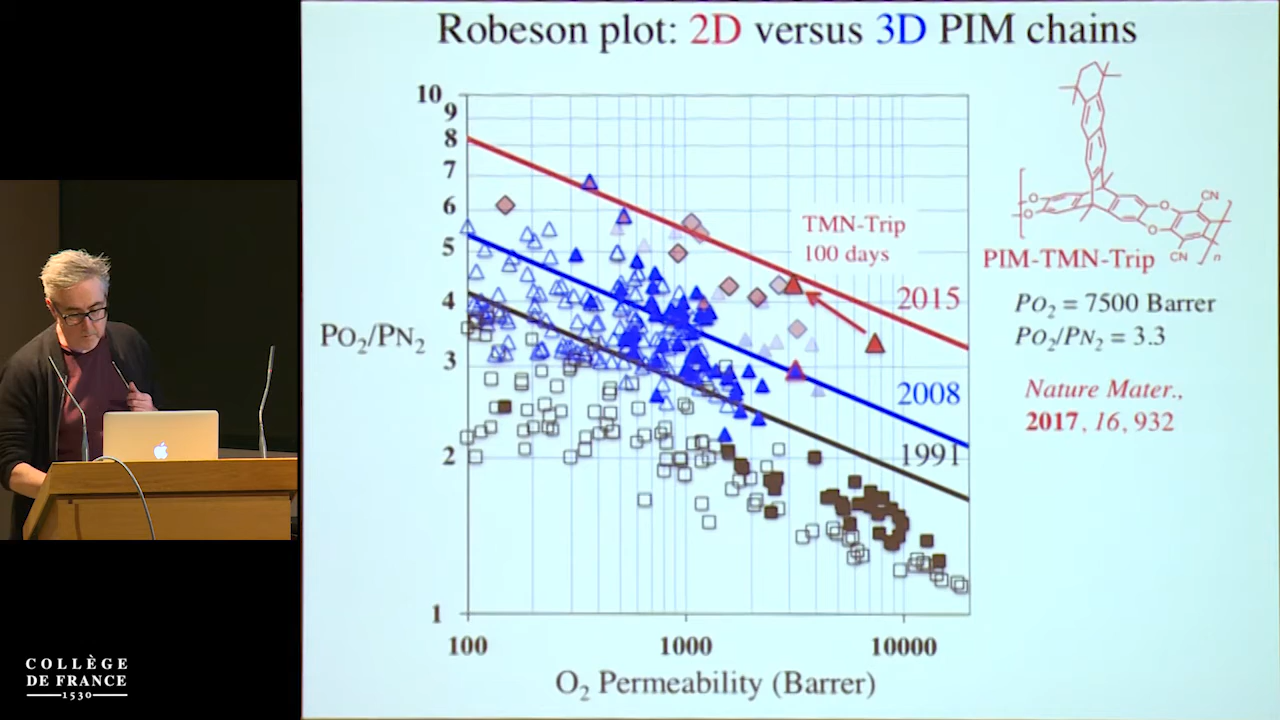 Robeson plot: 2D versus 3D PIM chains
10
9
8
7
6
5
4
3
2
1
PO2/PN2
100
1000
10000
O2 Permeability (Barrer)
TMN-Trip
100 days
2015
2008
1991
O
O
O
O
CN
CN
n
PIM-TMN-Trip
PO2 = 7500 Barrer
PO2/PN2 = 3.3
Nature Mater.,
2017, 16, 932
COLLÈGE
DE FRANCE
1530